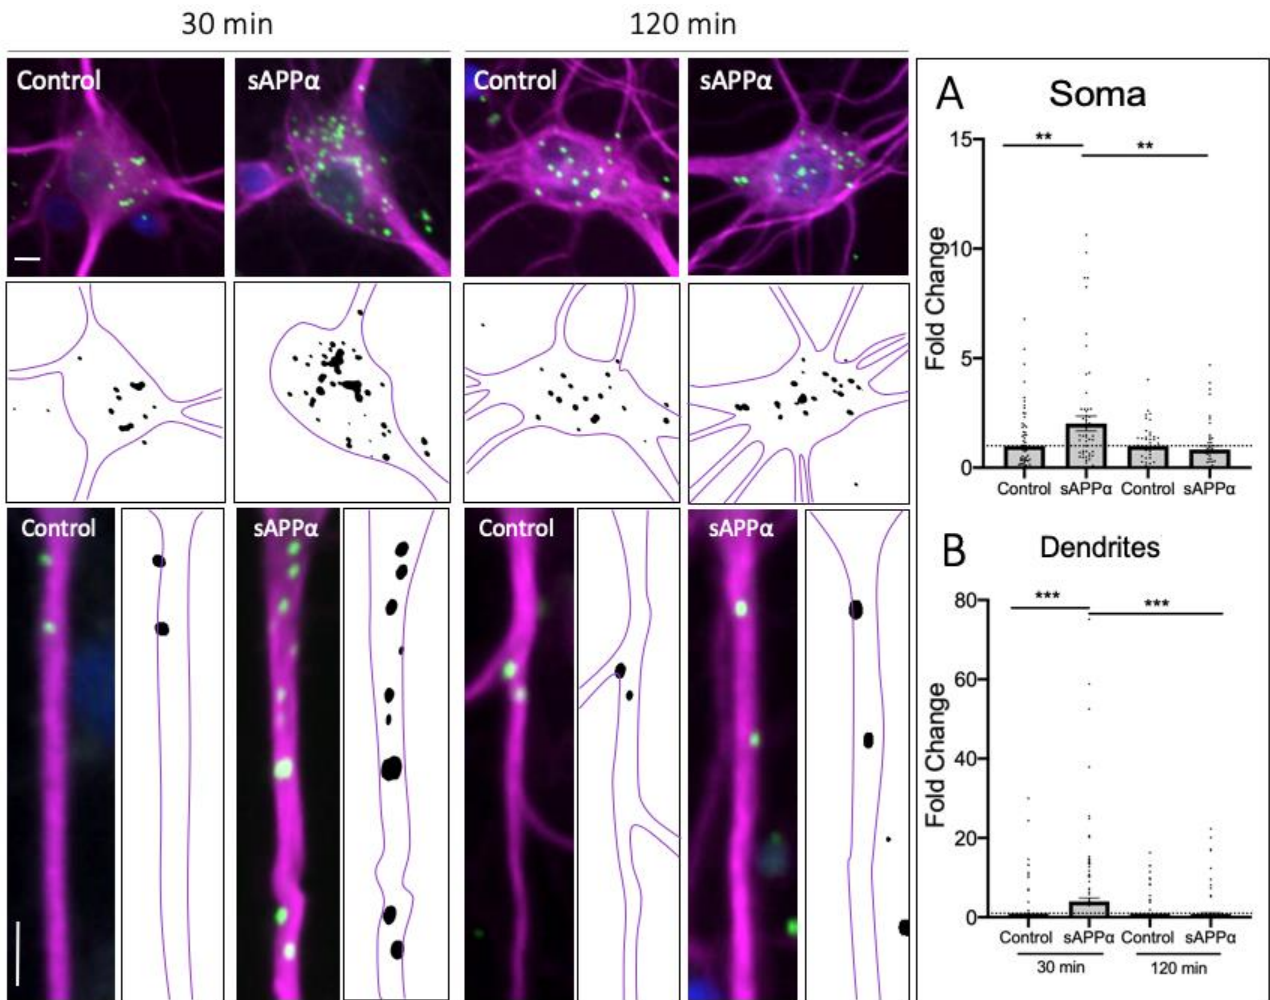 30 min
120 min
Control
sAPPα
Control
sAPPα
Control
sAPPα
Control
sAPPα
A
Soma
**
**
15
10
5
0
Fold Change
Control
sAPPα
Control
sAPPα
B
Dendrites
***
***
80
60
40
20
0
Fold Change
Control
sAPPα
Control
sAPPα
30 min
120 min